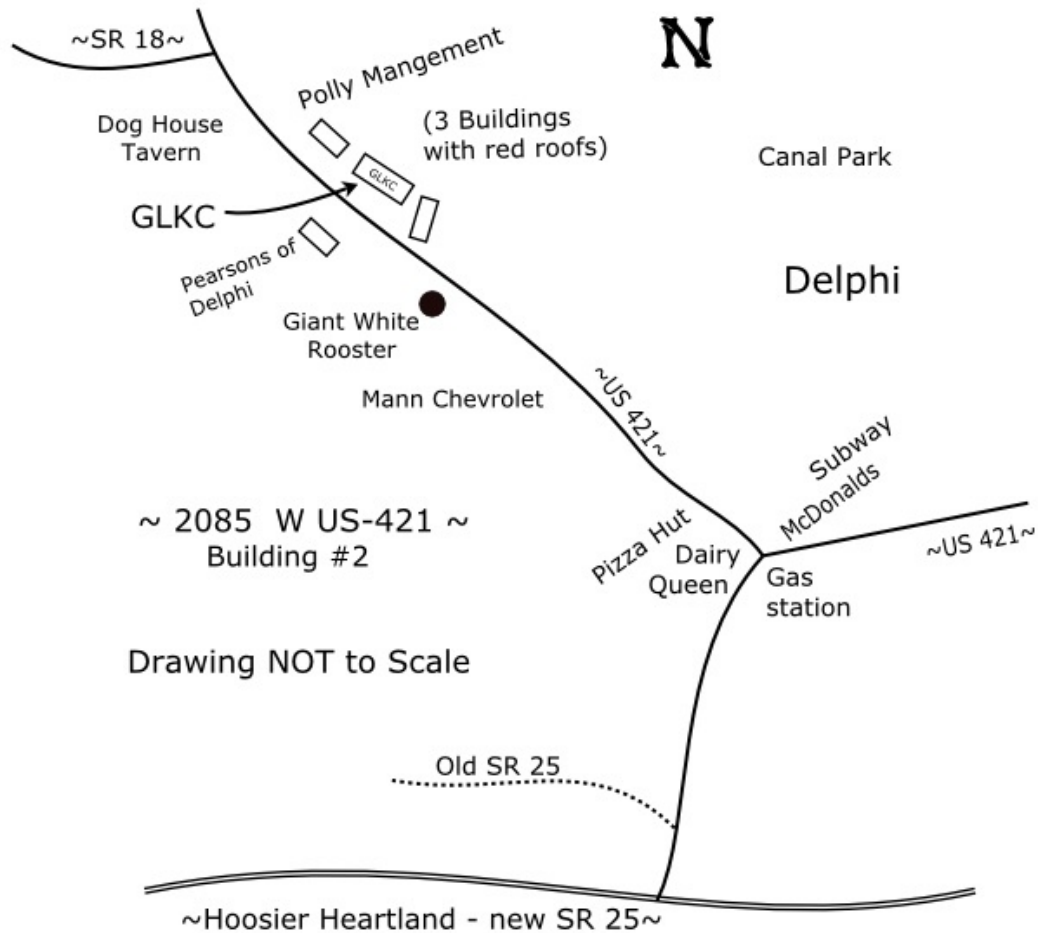 N
~SR 18~
Polly Mangement
(3 Buildings
with red roofs)
Dog House
Tavern
Canal Park
GLKC
GLKC
Pearsons of
Delphi
Delphi
Giant White
Rooster
Mann Chevrolet
~US 421~
Subway
McDonalds
~ 2085 W US-421 ~
Building #2
Pizza Hut
Dairy
Queen
~US 421~
Gas
station
Drawing NOT to Scale
Old SR 25
~Hoosier Heartland - new SR 25~